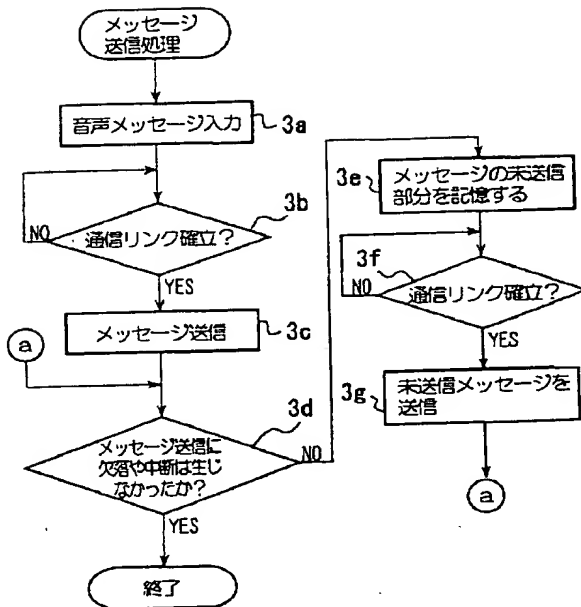 メッセージ
送信処理
音声メッセージ入力
3a
3b
NO
通信リンク確立?
YES
メッセージ送信
3c
a
3d
メッセージ送信に
欠落や中断は生じ
なかったか?
NO
YES
終了
3e
メッセージの未送信
部分を記憶する
3f
NO
通信リンク確立?
YES
3g
未送信メッセージを
送信
a